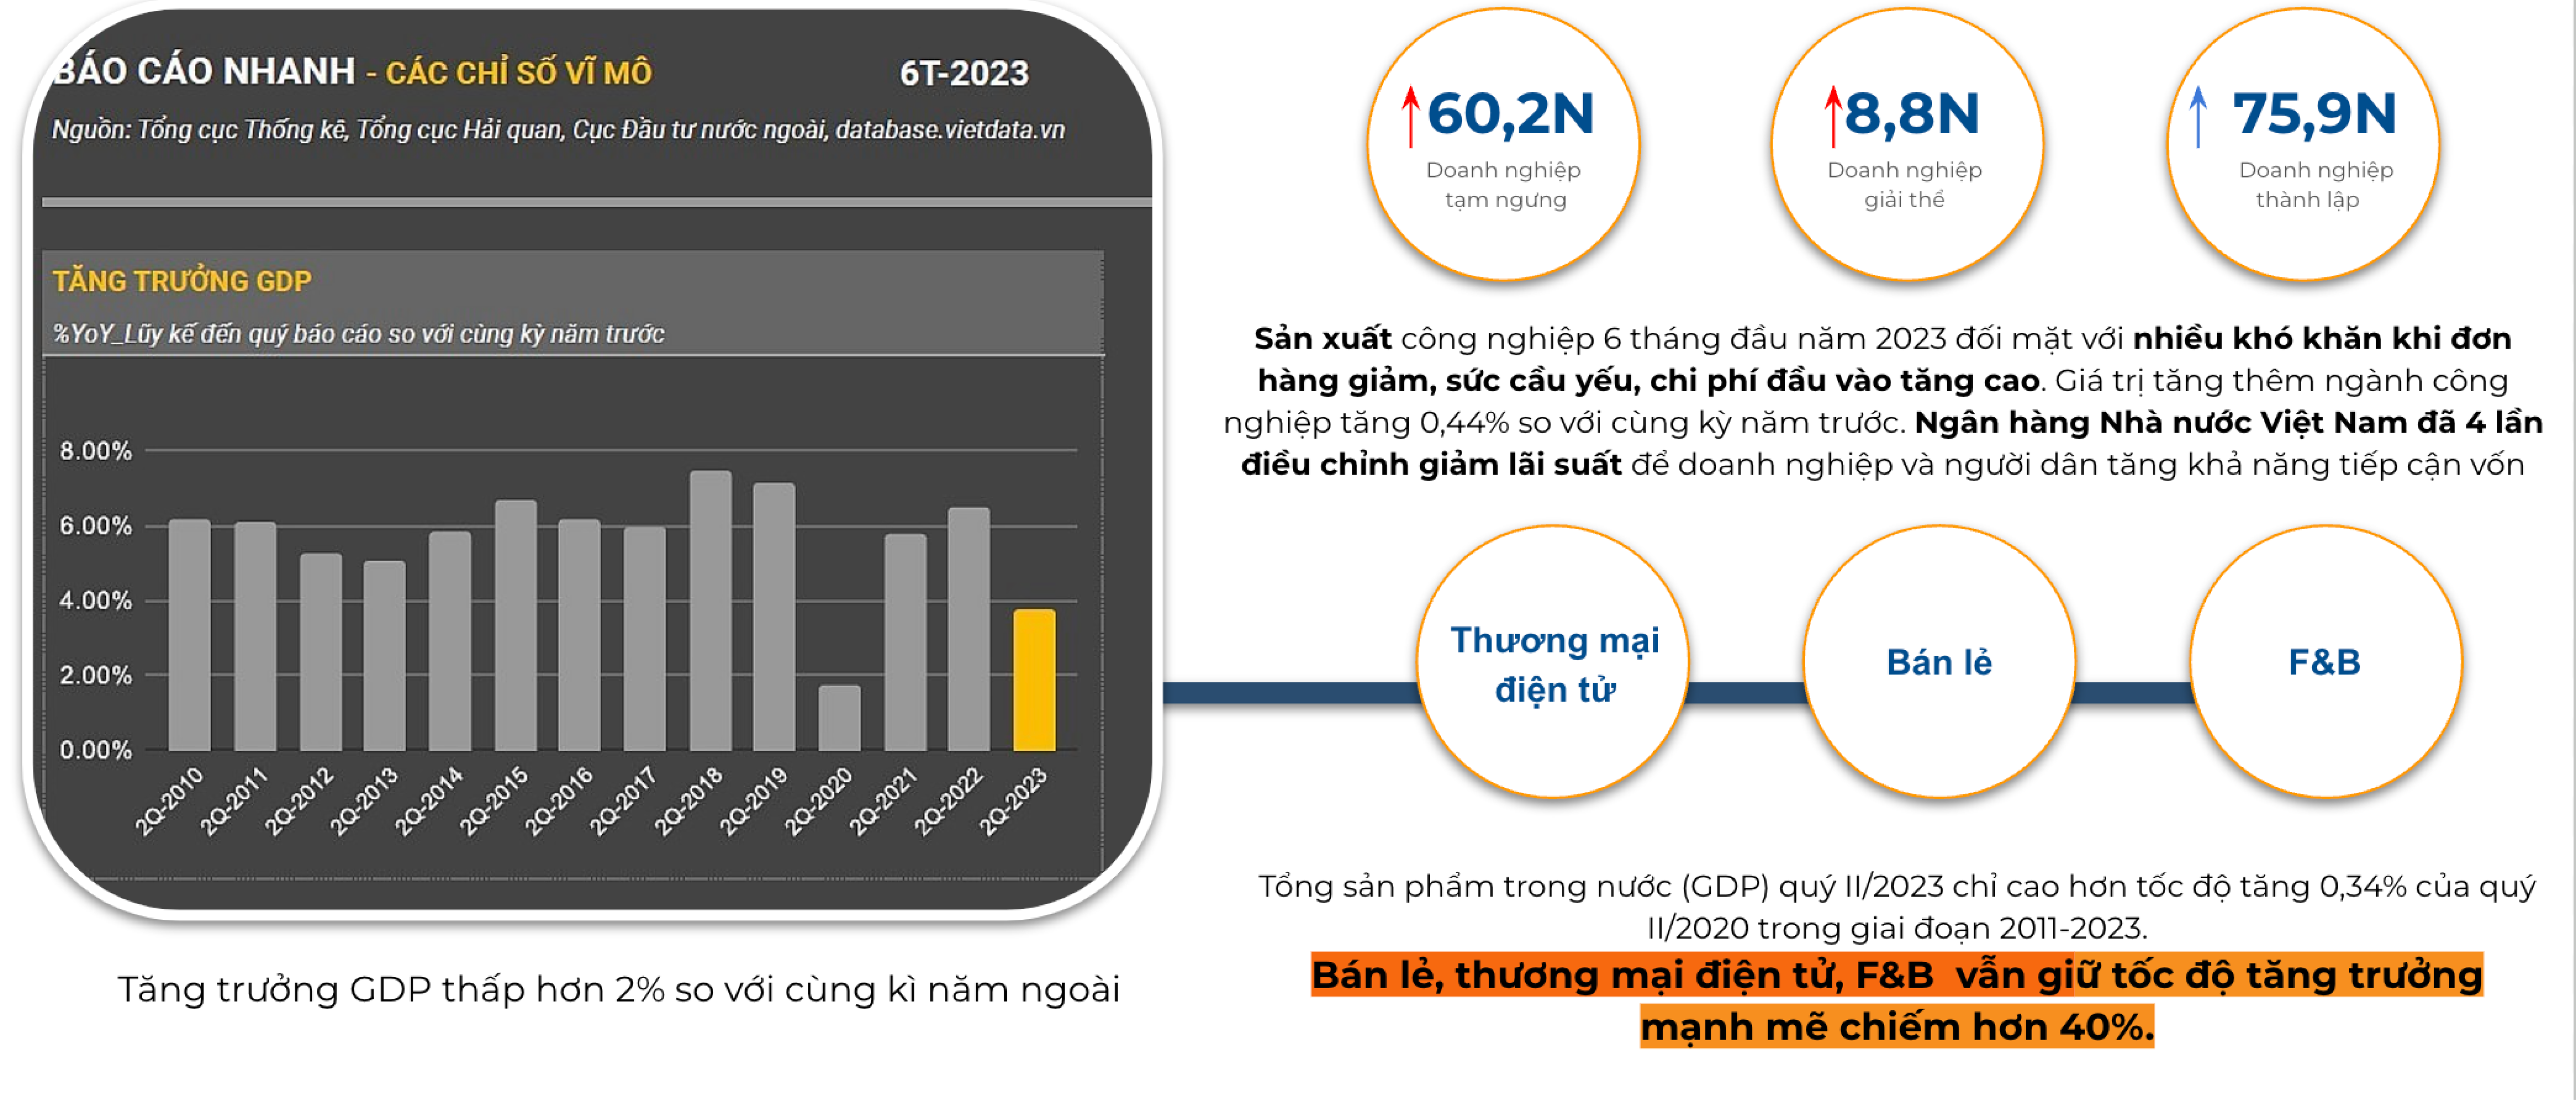 BÁO CÁO NHANH - CÁC CHỈ SỐ VĨ MÔ 6T-2023
Nguồn: Tổng cục Thống kê, Tổng cục Hải quan, Cục Đầu tư nước ngoài, database.vietdata.vn
TĂNG TRƯỞNG GDP
%YoY_Lũy kế đến quý báo cáo so với cùng kỳ năm trước
8.00%
6.00%
4.00%
2.00%
0.00%
2Q-2010 2Q-2011 2Q-2012 2Q-2013 2Q-2014 2Q-2015 2Q-2016 2Q-2017 2Q-2018 2Q-2019 2Q-2020 2Q-2021 2Q-2022 2Q-2023
Tăng trưởng GDP thấp hơn 2% so với cùng kì năm ngoài
60,2N
Doanh nghiệp
tạm ngưng
8,8N
Doanh nghiệp
giải thể
75,9N
Doanh nghiệp
thành lập
Sản xuất công nghiệp 6 tháng đầu năm 2023 đối mặt với nhiều khó khăn khi đơn
hàng giảm, sức cầu yếu, chi phí đầu vào tăng cao. Giá trị tăng thêm ngành công
nghiệp tăng 0,44% so với cùng kỳ năm trước. Ngân hàng Nhà nước Việt Nam đã 4 lần
điều chỉnh giảm lãi suất để doanh nghiệp và người dân tăng khả năng tiếp cận vốn
Thương mại
điện tử
Bán lẻ
F&B
Tổng sản phẩm trong nước (GDP) quý II/2023 chỉ cao hơn tốc độ tăng 0,34% của quý
II/2020 trong giai đoạn 2011-2023.
Bán lẻ, thương mại điện tử, F&B vẫn giữ tốc độ tăng trưởng
mạnh mẽ chiếm hơn 40%.